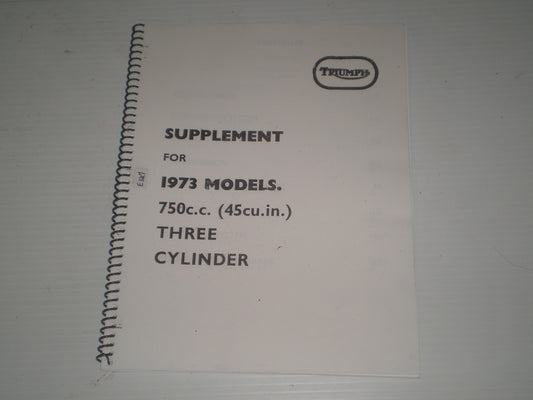 TRIUMPH
SUPPLEMENT
FOR
1973 MODELS.
750c.c. (45cu.in.)
THREE
CYLINDER